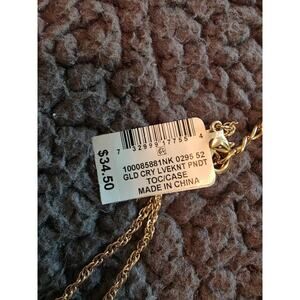 7 32999 17755 4
100085881NK 0295 52
GLD CRY LVEKNT PNDT
TOC/CASE
MADE IN CHINA
$34.50